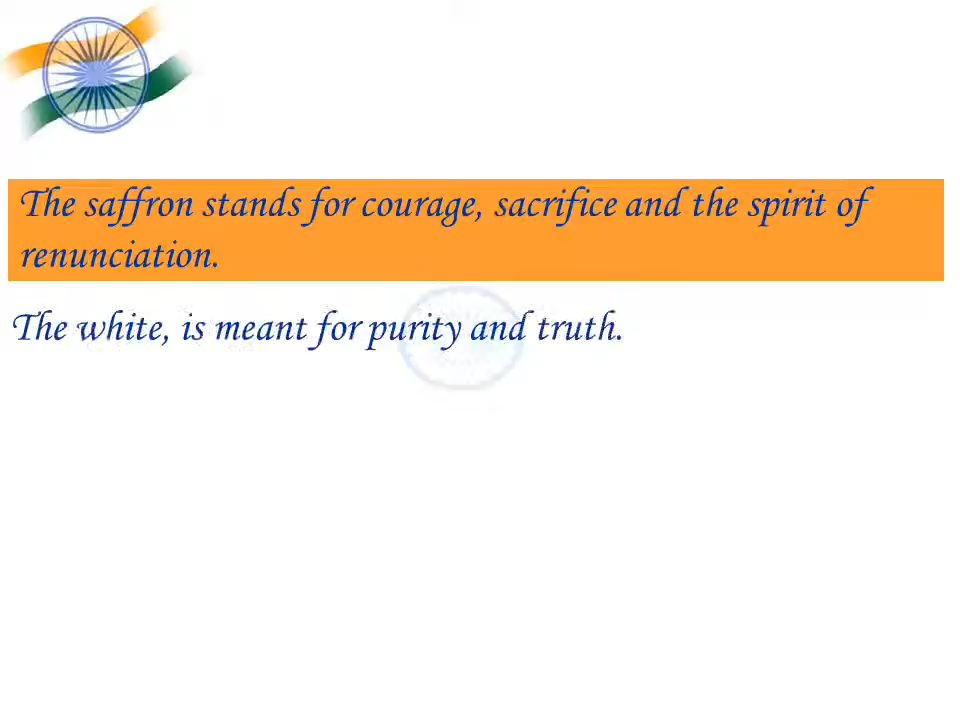 The saffron stands for courage, sacrifice and the spirit of
renunciation.
The white, is meant for purity and truth.